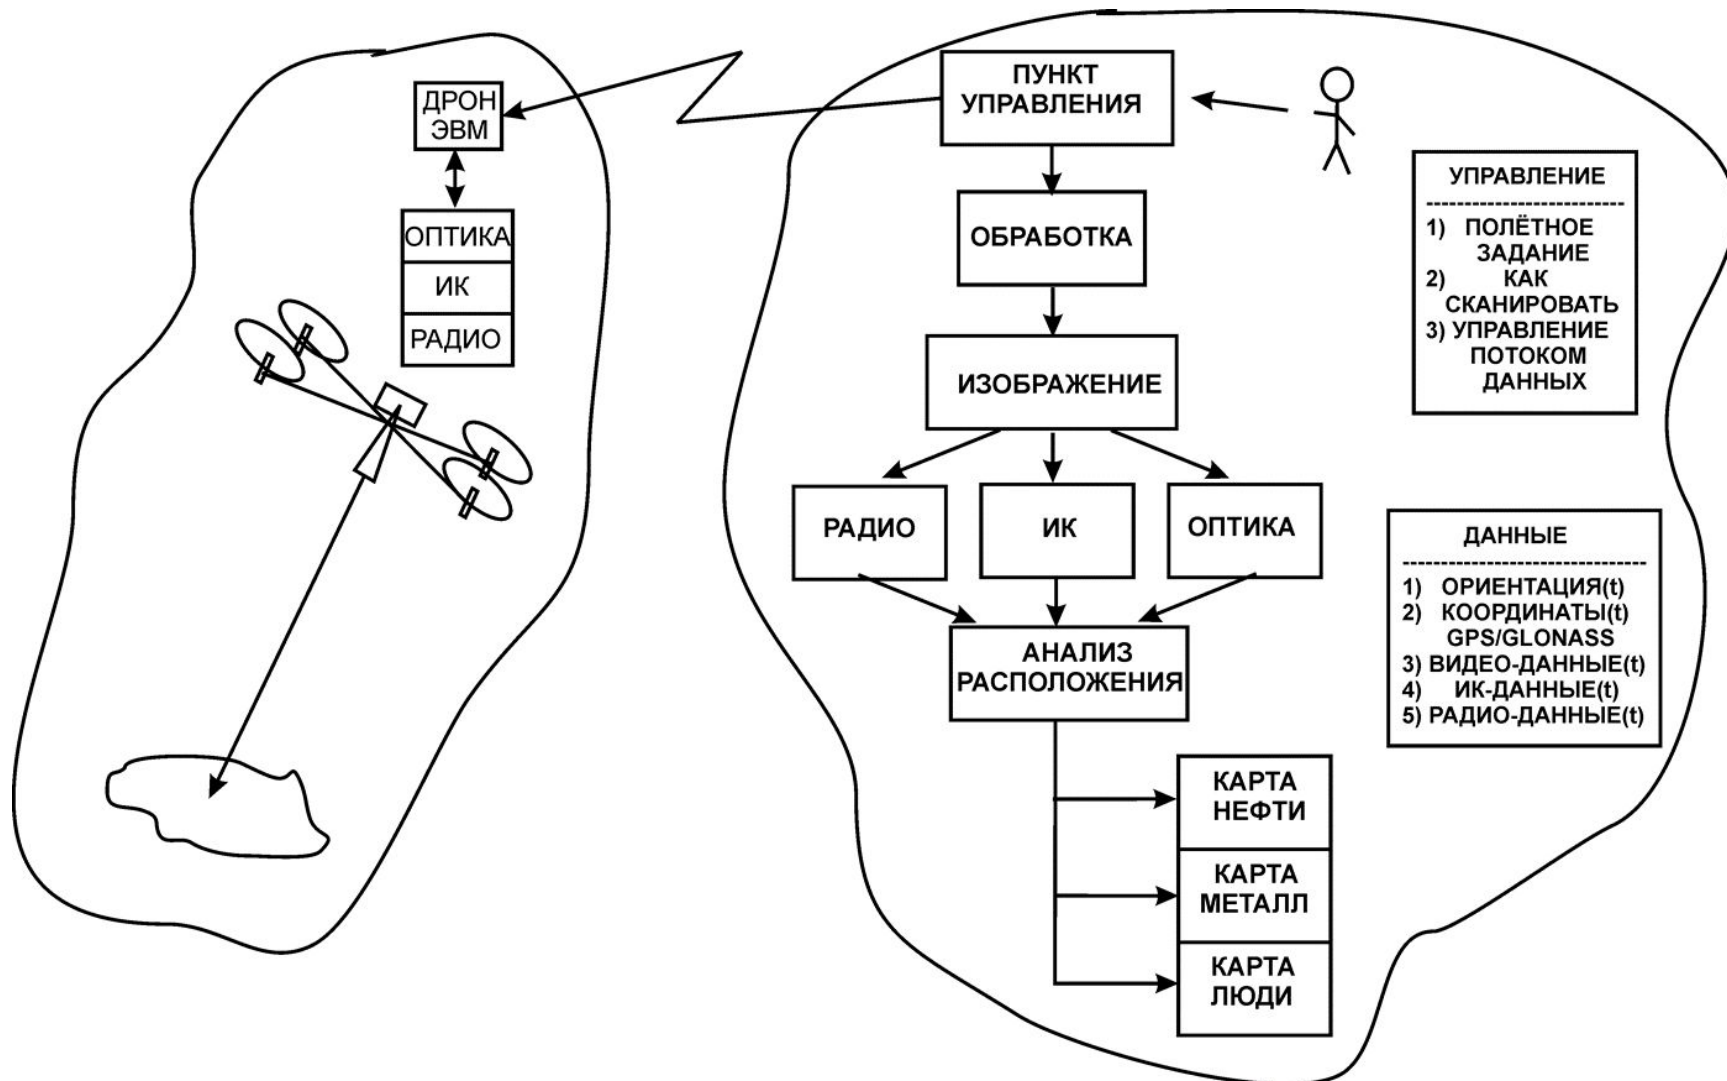 ДРОН
ЭВМ
ОПТИКА
ИК
РАДИО
ПУНКТ
УПРАВЛЕНИЯ
ОБРАБОТКА
ИЗОБРАЖЕНИЕ
РАДИО
ИК
ОПТИКА
АНАЛИЗ
РАСПОЛОЖЕНИЯ
КАРТА
НЕФТИ
КАРТА
МЕТАЛЛ
КАРТА
ЛЮДИ
УПРАВЛЕНИЕ
----------------------------
1) ПОЛЁТНОЕ
ЗАДАНИЕ
2) КАК
СКАНИРОВАТЬ
3) УПРАВЛЕНИЕ
ПОТОКОМ
ДАННЫХ
ДАННЫЕ
----------------------------
1) ОРИЕНТАЦИЯ(t)
2) КООРДИНАТЫ(t)
GPS/GLONASS
3) ВИДЕО-ДАННЫЕ(t)
4) ИК-ДАННЫЕ(t)
5) РАДИО-ДАННЫЕ(t)